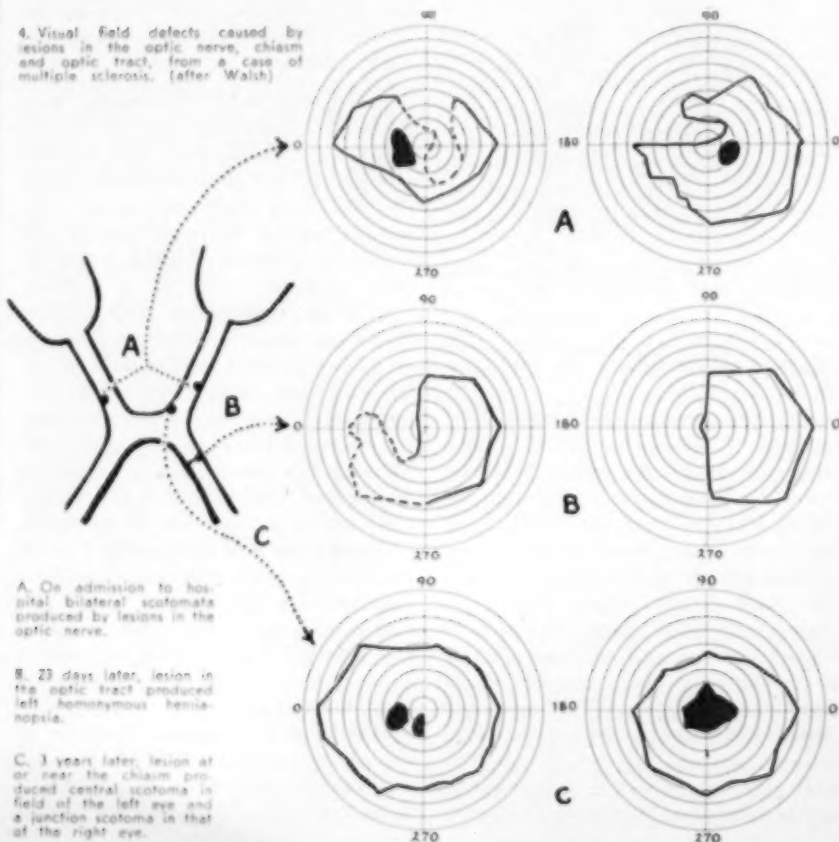 4. Visual field defects caused by
lesions in the optic nerve, chiasm
and optic tract, from a case of
multiple sclerosis. (after Walsh)
90
90
0
180
0
A
270
270
A
90
90
B
0
180
0
B
270
270
C
A. On admission to hos-
pital bilateral scotomata
produced by lesions in the
optic nerve.
90
90
B. 23 days later, lesion in
the optic tract produced
left homonymous hemia-
nopsia.
0
180
0
C. 3 years later, lesion at
or near the chiasm pro-
duced central scotoma in
field of the left eye and
a junction scotoma in that
of the right eye.
C
270
270